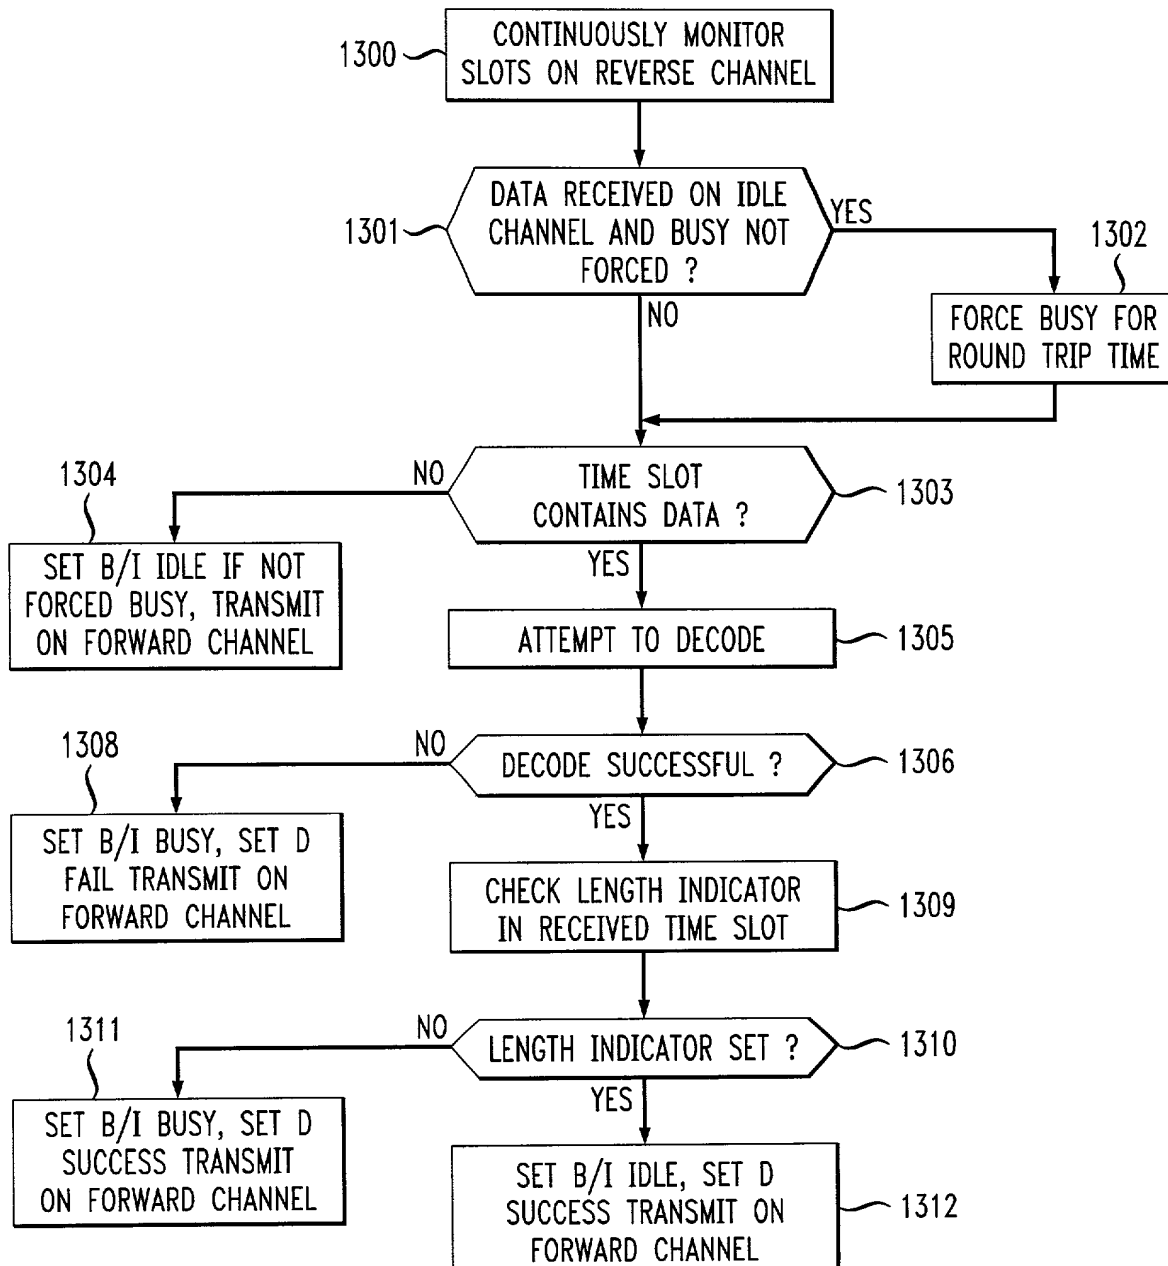 1300
CONTINUOUSLY MONITOR
SLOTS ON REVERSE CHANNEL
1301
DATA RECEIVED ON IDLE
CHANNEL AND BUSY NOT
FORCED ?
YES
NO
1302
FORCE BUSY FOR
ROUND TRIP TIME
1303
TIME SLOT
CONTAINS DATA ?
NO
YES
1304
SET B/I IDLE IF NOT
FORCED BUSY, TRANSMIT
ON FORWARD CHANNEL
ATTEMPT TO DECODE
1305
DECODE SUCCESSFUL ?
1306
NO
YES
1308
SET B/I BUSY, SET D
FAIL TRANSMIT ON
FORWARD CHANNEL
CHECK LENGTH INDICATOR
IN RECEIVED TIME SLOT
1309
LENGTH INDICATOR SET ?
1310
NO
YES
1311
SET B/I BUSY, SET D
SUCCESS TRANSMIT
ON FORWARD CHANNEL
SET B/I IDLE, SET D
SUCCESS TRANSMIT ON
FORWARD CHANNEL
1312